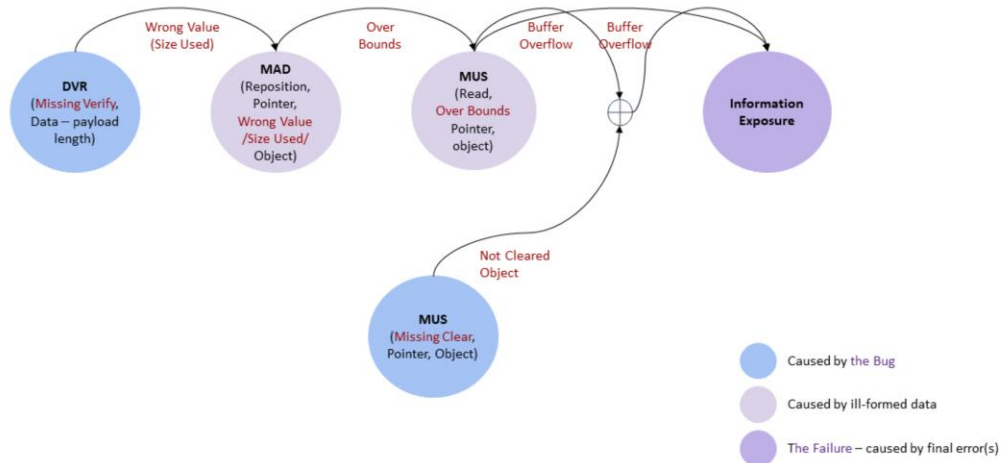 Wrong Value
(Size Used)
Over
Bounds
Buffer
Overflow
Buffer
Overflow
DVR
(Missing Verify,
Data – payload
length)
MAD
(Reposition,
Pointer,
Wrong Value
/Size Used/
Object)
MUS
(Read,
Over Bounds
Pointer,
object)
Information
Exposure
Not Cleared
Object
MUS
(Missing Clear,
Pointer, Object)
Caused by the Bug
Caused by ill-formed data
The Failure – caused by final error(s)